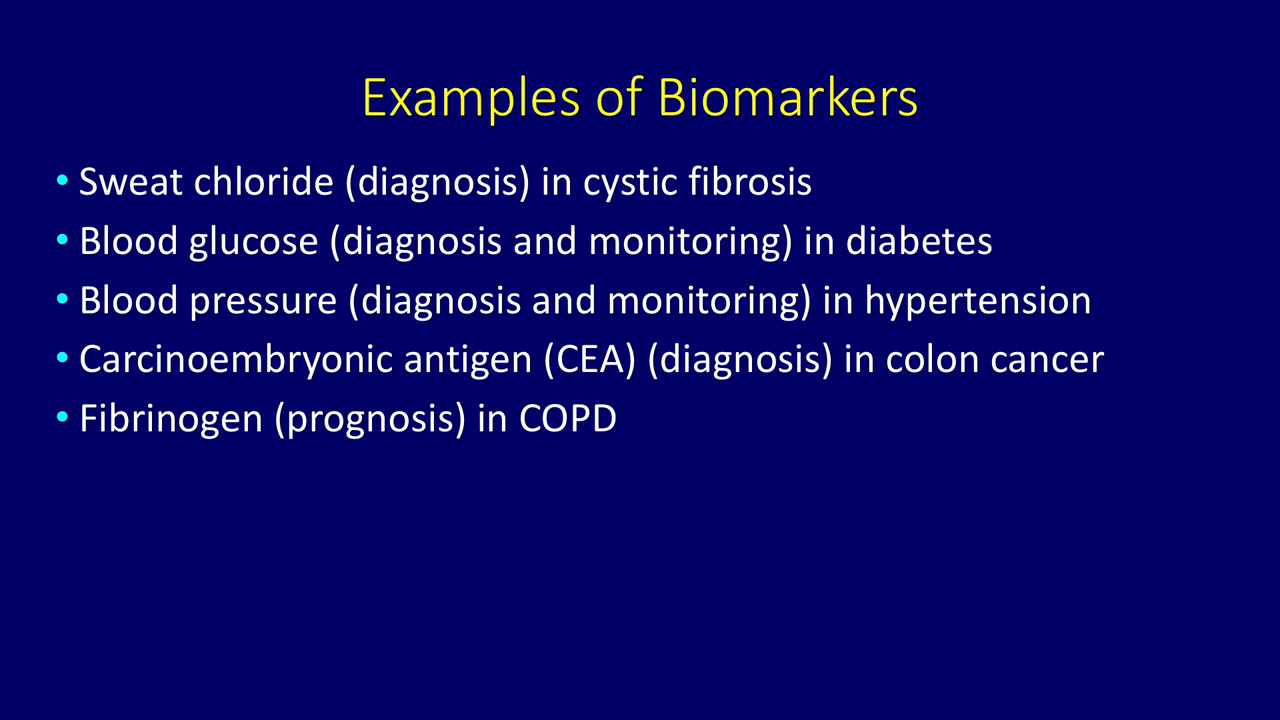 Examples of Biomarkers
• Sweat chloride (diagnosis) in cystic fibrosis
• Blood glucose (diagnosis and monitoring) in diabetes
• Blood pressure (diagnosis and monitoring) in hypertension
• Carcinoembryonic antigen (CEA) (diagnosis) in colon cancer
• Fibrinogen (prognosis) in COPD